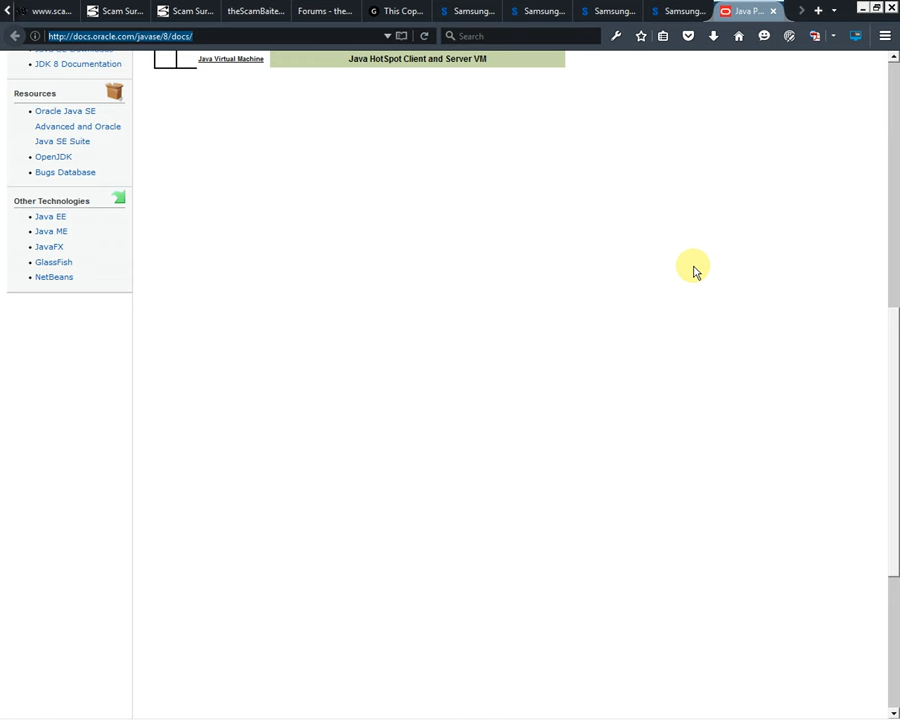 www.sca...
Scam Sur...
Scam Sur...
theScamBaite...
Forums - the...
This Cop...
Samsung...
Samsung...
Samsung...
Samsung...
Java P...
http://docs.oracle.com/javase/8/docs/
Search
JDK 8 Documentation
Resources
Oracle Java SE
Advanced and Oracle
Java SE Suite
OpenJDK
Bugs Database
Other Technologies
Java EE
Java ME
JavaFX
GlassFish
NetBeans
Java Virtual Machine
Java HotSpot Client and Server VM